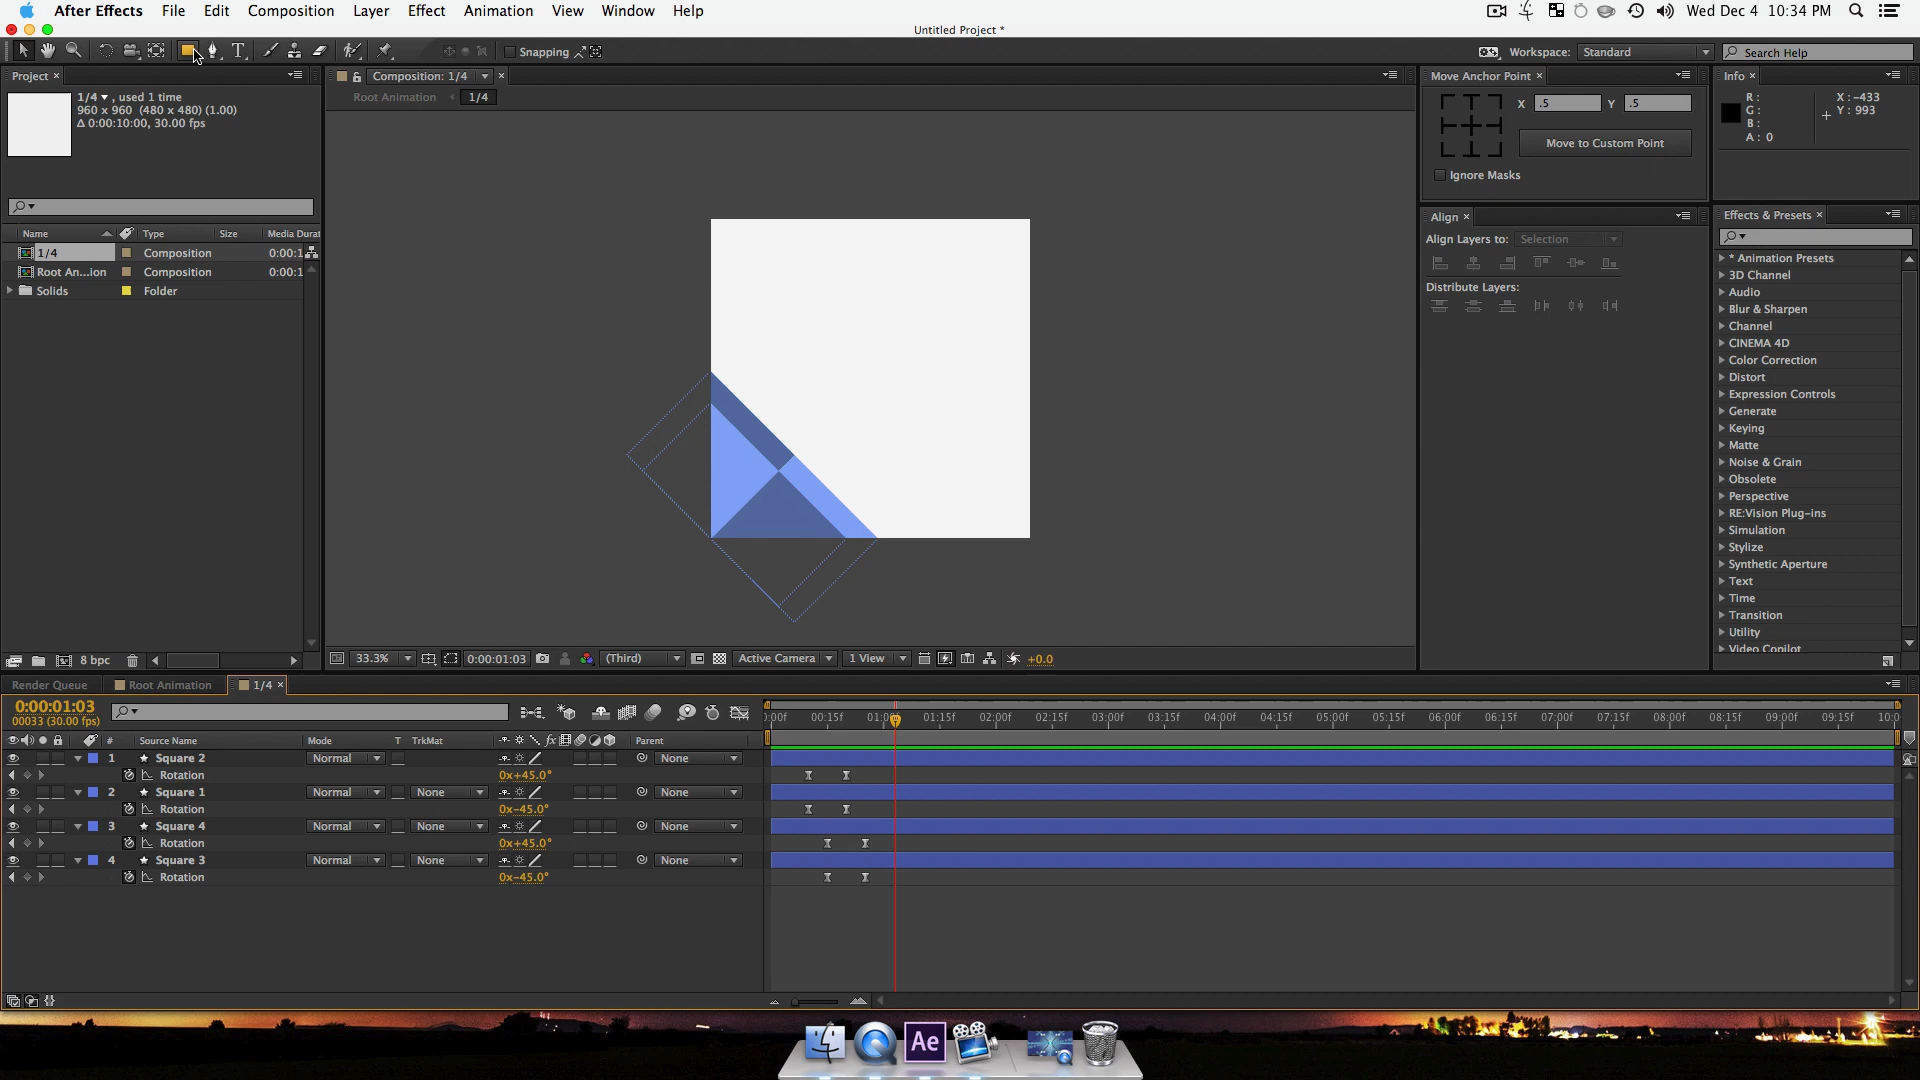 After Effects File Edit Composition Layer Effect Animation View Window Help
Wed Dec 4 10:34 PM
Untitled Project *
T
Snapping
Workspace: Standard
Search Help
Project
1/4 , used 1 time
960 x 960 (480 x 480) (1.00)
Δ 0:00:10:00, 30.00 fps
Name Type Size Media Durat
1/4 Composition 0:00:1
Root An...ion Composition 0:00:1
Solids Folder
8 bpc
Composition: 1/4
Root Animation 1/4
33.3% 0:00:01:03 (Third) Active Camera 1 View +0.0
Move Anchor Point
X .5 Y .5
Move to Custom Point
Ignore Masks
Info
R :
G :
B :
A : 0
X : -433
Y : 993
Align
Align Layers to: Selection
Distribute Layers:
Effects & Presets
* Animation Presets
3D Channel
Audio
Blur & Sharpen
Channel
CINEMA 4D
Color Correction
Distort
Expression Controls
Generate
Keying
Matte
Noise & Grain
Obsolete
Perspective
RE:Vision Plug-ins
Simulation
Stylize
Synthetic Aperture
Text
Time
Transition
Utility
Video Copilot
Render Queue Root Animation 1/4
0:00:01:03
00033 (30.00 fps)
# Source Name Mode T TrkMat Parent
00:15f 01:15f 02:00f 02:15f 03:00f 03:15f 04:00f 04:15f 05:00f 05:15f 06:00f 06:15f 07:00f 07:15f 08:00f 08:15f 09:00f 09:15f
1 Square 2 Normal None
Rotation 0x+45.0°
2 Square 1 Normal None None
Rotation 0x-45.0°
3 Square 4 Normal None None
Rotation 0x+45.0°
4 Square 3 Normal None None
Rotation 0x-45.0°
Ae